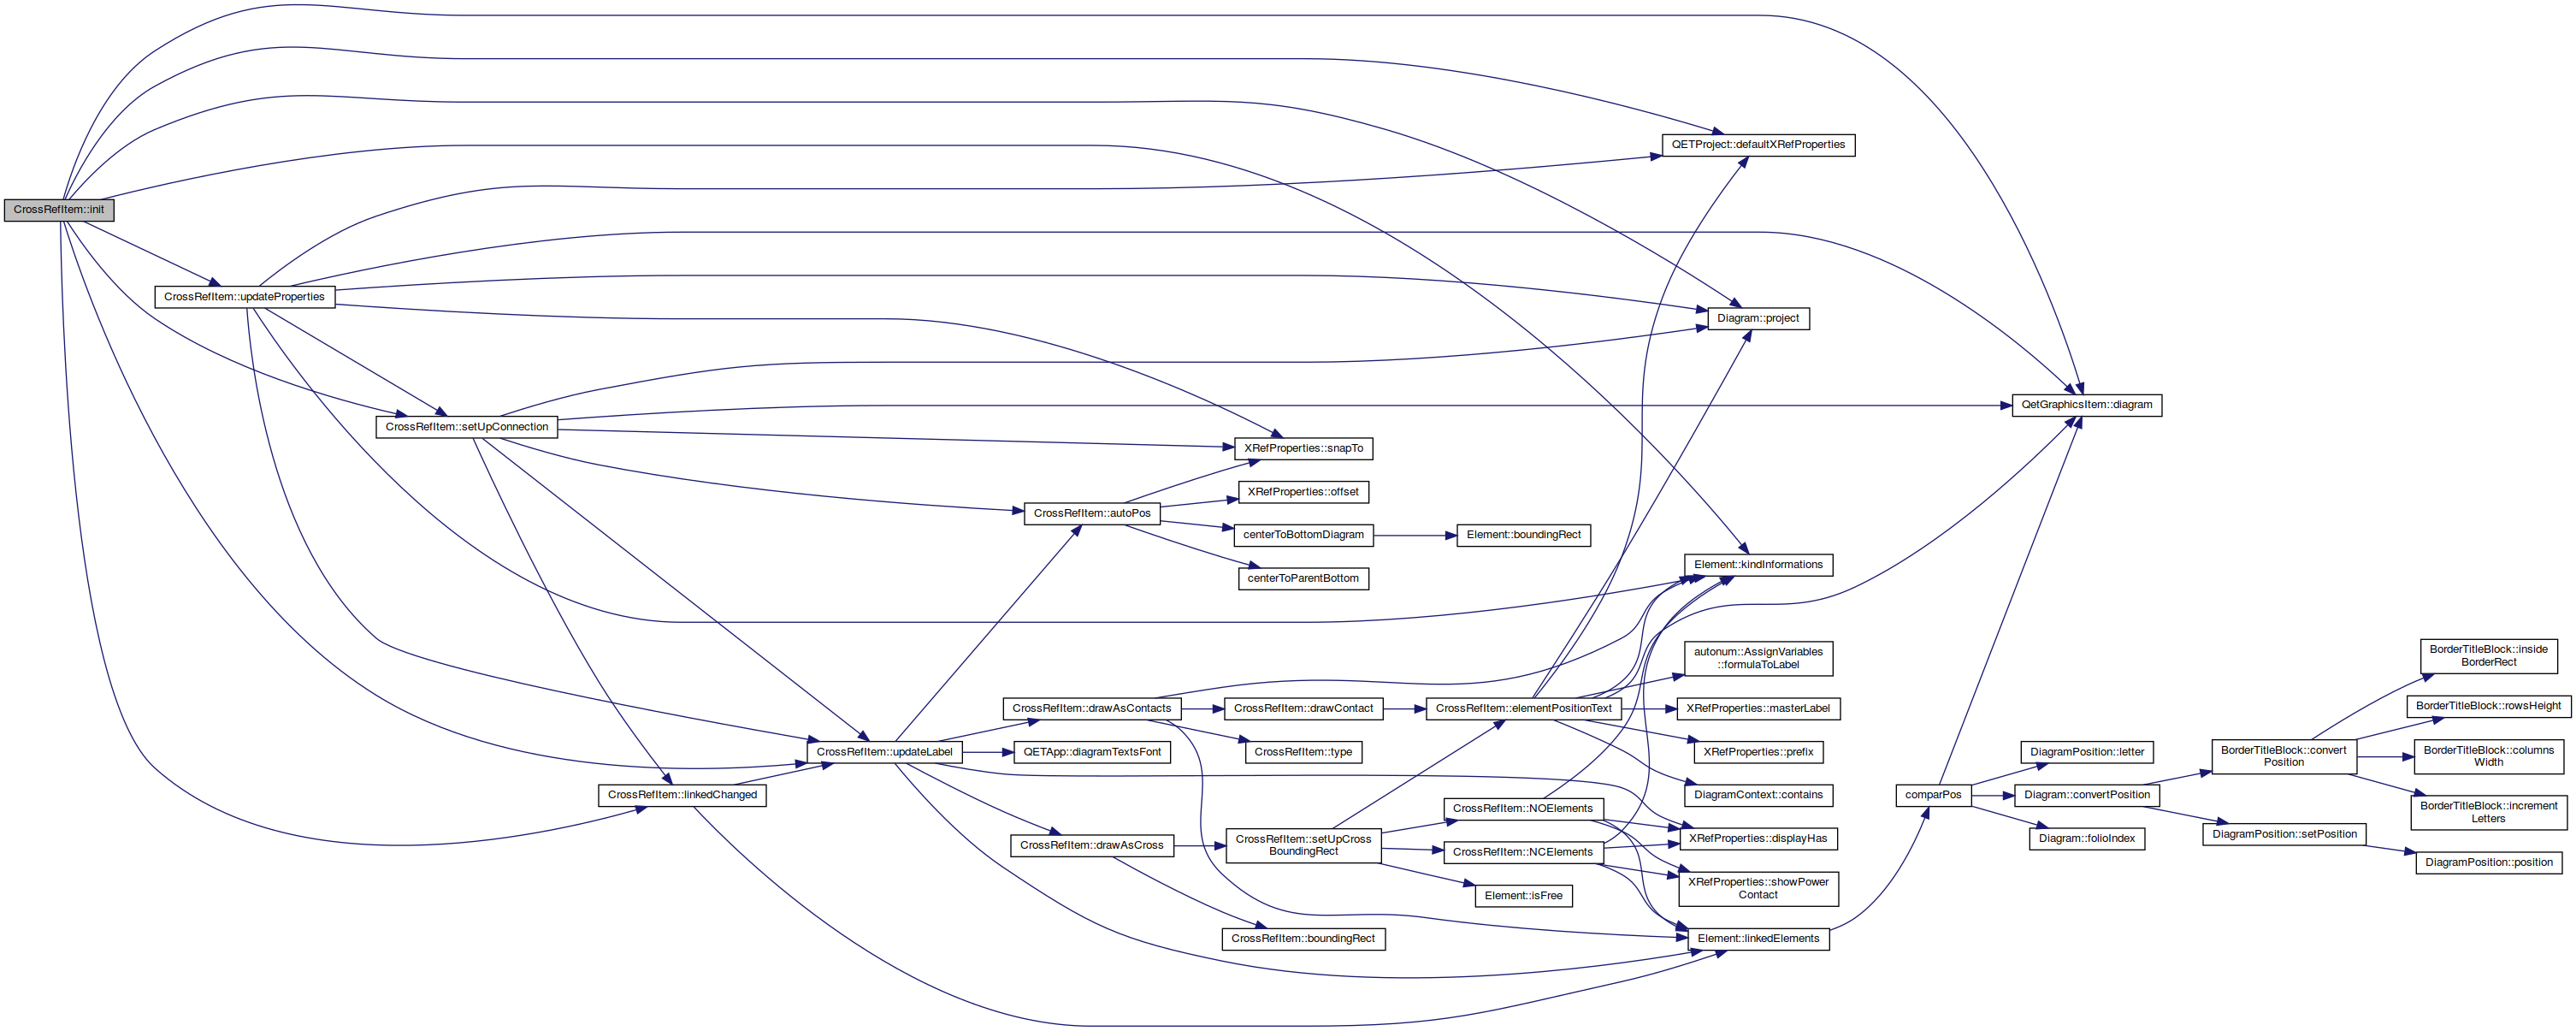 CrossRefItem::init
CrossRefItem::updateProperties
CrossRefItem::setUpConnection
CrossRefItem::linkedChanged
CrossRefItem::updateLabel
CrossRefItem::autoPos
CrossRefItem::drawAsContacts
QETApp::diagramTextsFont
CrossRefItem::drawAsCross
XRefProperties::snapTo
XRefProperties::offset
centerToBottomDiagram
centerToParentBottom
CrossRefItem::drawContact
CrossRefItem::type
CrossRefItem::setUpCross
BoundingRect
CrossRefItem::boundingRect
Element::boundingRect
CrossRefItem::elementPositionText
CrossRefItem::NOElements
CrossRefItem::NCElements
Element::isFree
QETProject::defaultXRefProperties
Diagram::project
Element::kindInformations
autonum::AssignVariables
::formulaToLabel
XRefProperties::masterLabel
XRefProperties::prefix
DiagramContext::contains
XRefProperties::displayHas
XRefProperties::showPower
Contact
Element::linkedElements
comparPos
QetGraphicsItem::diagram
DiagramPosition::letter
Diagram::convertPosition
Diagram::folioIndex
BorderTitleBlock::convert
Position
DiagramPosition::setPosition
BorderTitleBlock::inside
BorderRect
BorderTitleBlock::rowsHeight
BorderTitleBlock::columns
Width
BorderTitleBlock::increment
Letters
DiagramPosition::position